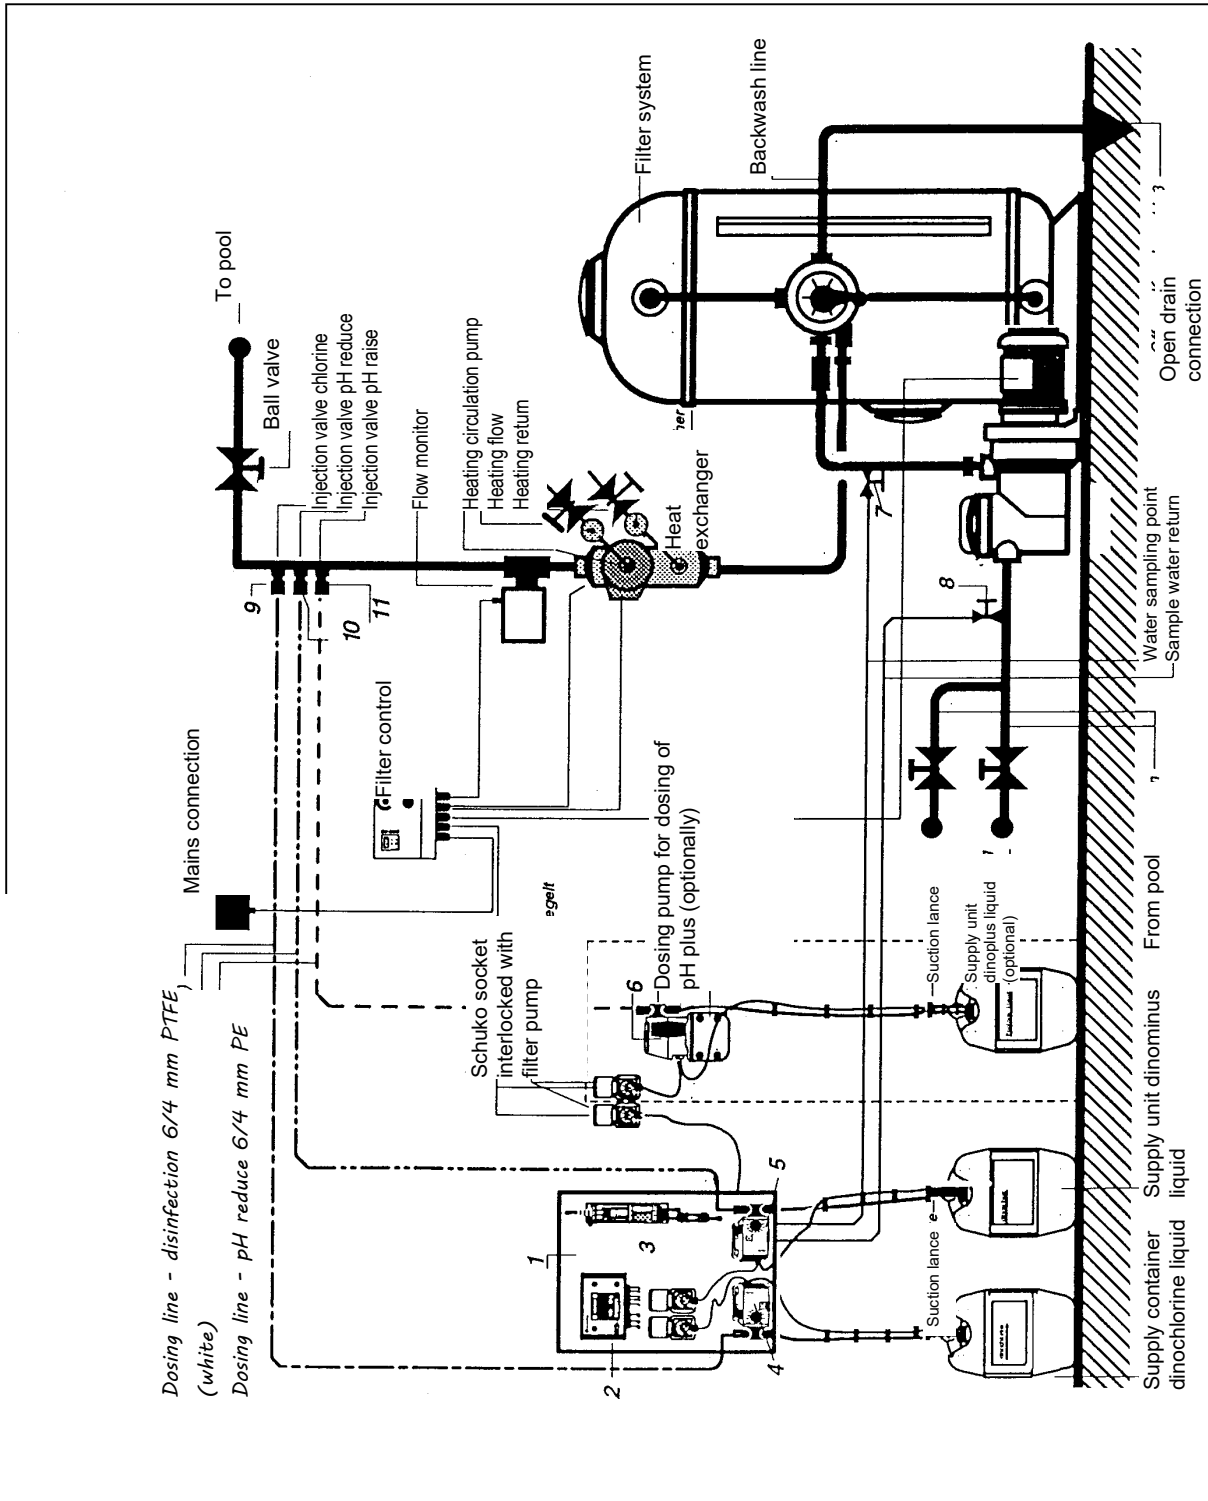 Dosing line - disinfection 6/4 mm PTFE
(white)
Dosing line - pH reduce 6/4 mm PE
Mains connection
To pool
Ball valve
Injection valve chlorine
Injection valve pH reduce
Injection valve pH raise
Flow monitor
Heating circulation pump
Heating flow
Heating return
Heat
exchanger
Filter system
Backwash line
9
10
11
Filter control
Schuko socket
interlocked with
filter pump
egelt
Dosing pump for dosing of
pH plus (optionally)
6
1
2
3
4
5
7
8
Suction lance
Suction lance
Supply unit
dinoplus liquid
(optional)
Supply container
dinochlorine liquid
Supply unit dinominus
liquid
From pool
Water sampling point
Sample water return
Open drain
connection